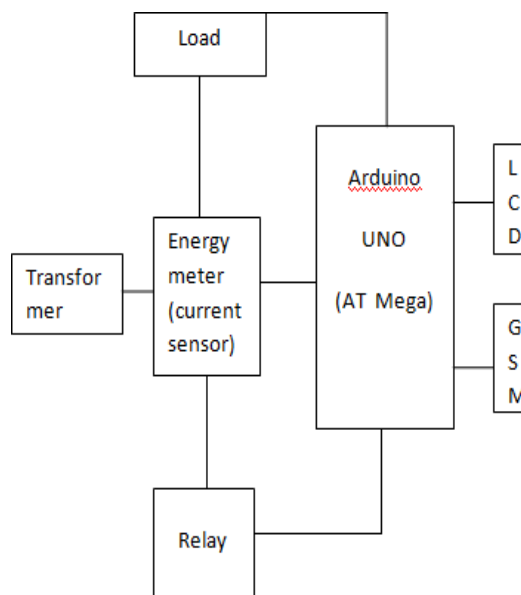 Load
Arduino
UNO
(AT Mega)
L
C
D
Energy
meter
(current
sensor)
Transfor
mer
G
S
M
Relay